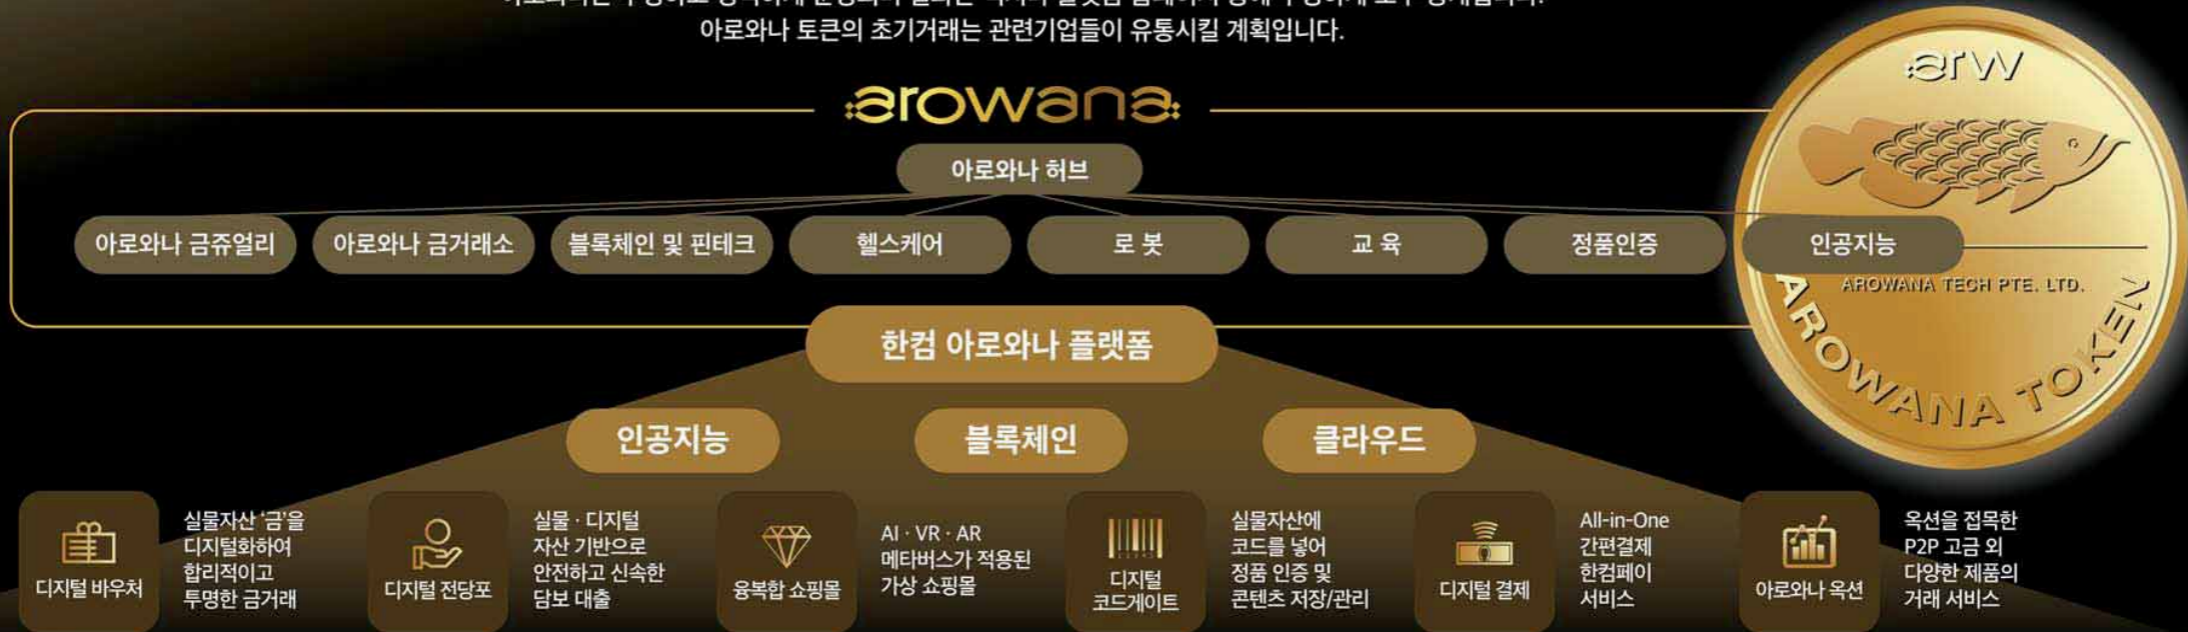 아로와나 토큰의 초기거래는 관련기업들이 유통시킬 계획입니다.
arowana
arw
아로와나 허브
아로와나 금쥬얼리
아로와나 금거래소
블록체인 및 핀테크
헬스케어
로 봇
교 육
정품인증
인공지능
AROWANA TECH PTE. LTD.
AROWANA TOKEN
한컴 아로와나 플랫폼
인공지능
블록체인
클라우드
디지털 바우처
실물자산 ‘금’을
디지털화하여
합리적이고
투명한 금거래
디지털 전당포
실물 · 디지털
자산 기반으로
안전하고 신속한
담보 대출
융복합 쇼핑몰
AI · VR · AR
메타버스가 적용된
가상 쇼핑몰
디지털
코드게이트
실물자산에
코드를 넣어
정품 인증 및
콘텐츠 저장/관리
디지털 결제
All-in-One
간편결제
한컴페이
서비스
아로와나 옥션
옥션을 접목한
P2P 고금 외
다양한 제품의
거래 서비스